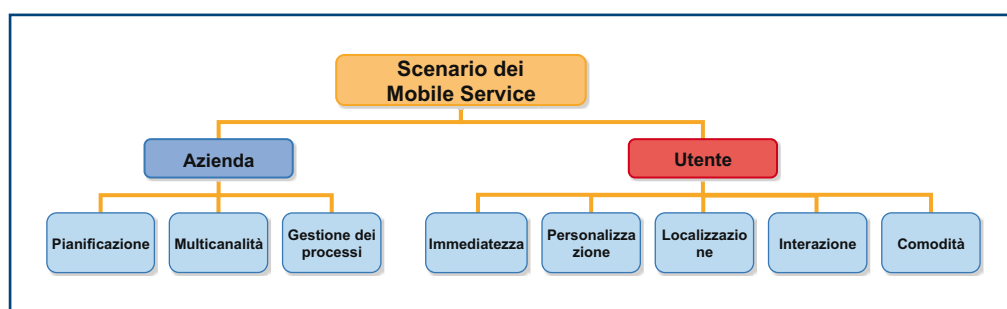 Scenario dei
Mobile Service
Azienda
Utente
Pianificazione
Multicanalità
Gestione dei
processi
Immediatezza
Personalizza
zione
Localizzazio
ne
Interazione
Comodità